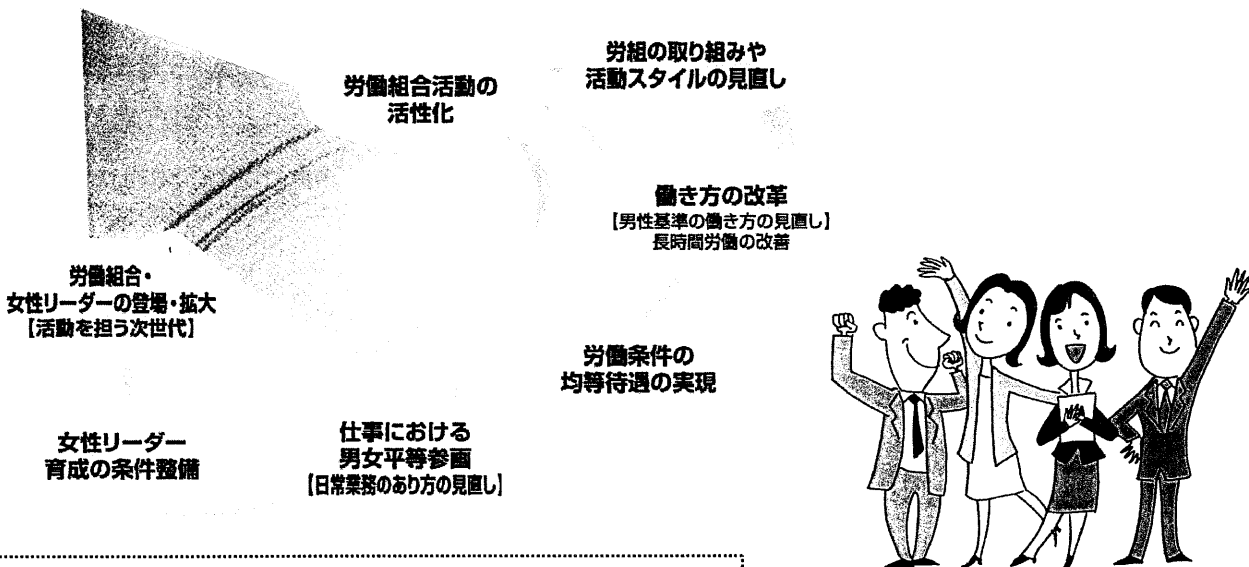 労働組合活動の
活性化
労組の取り組みや
活動スタイルの見直し
働き方の改革
【男性基準の働き方の見直し】
長時間労働の改善
労働条件の
均等待遇の実現
仕事における
男女平等参画
【日常業務のあり方の見直し】
女性リーダー
育成の条件整備
労働組合・
女性リーダーの登場・拡大
【活動を担う次世代】